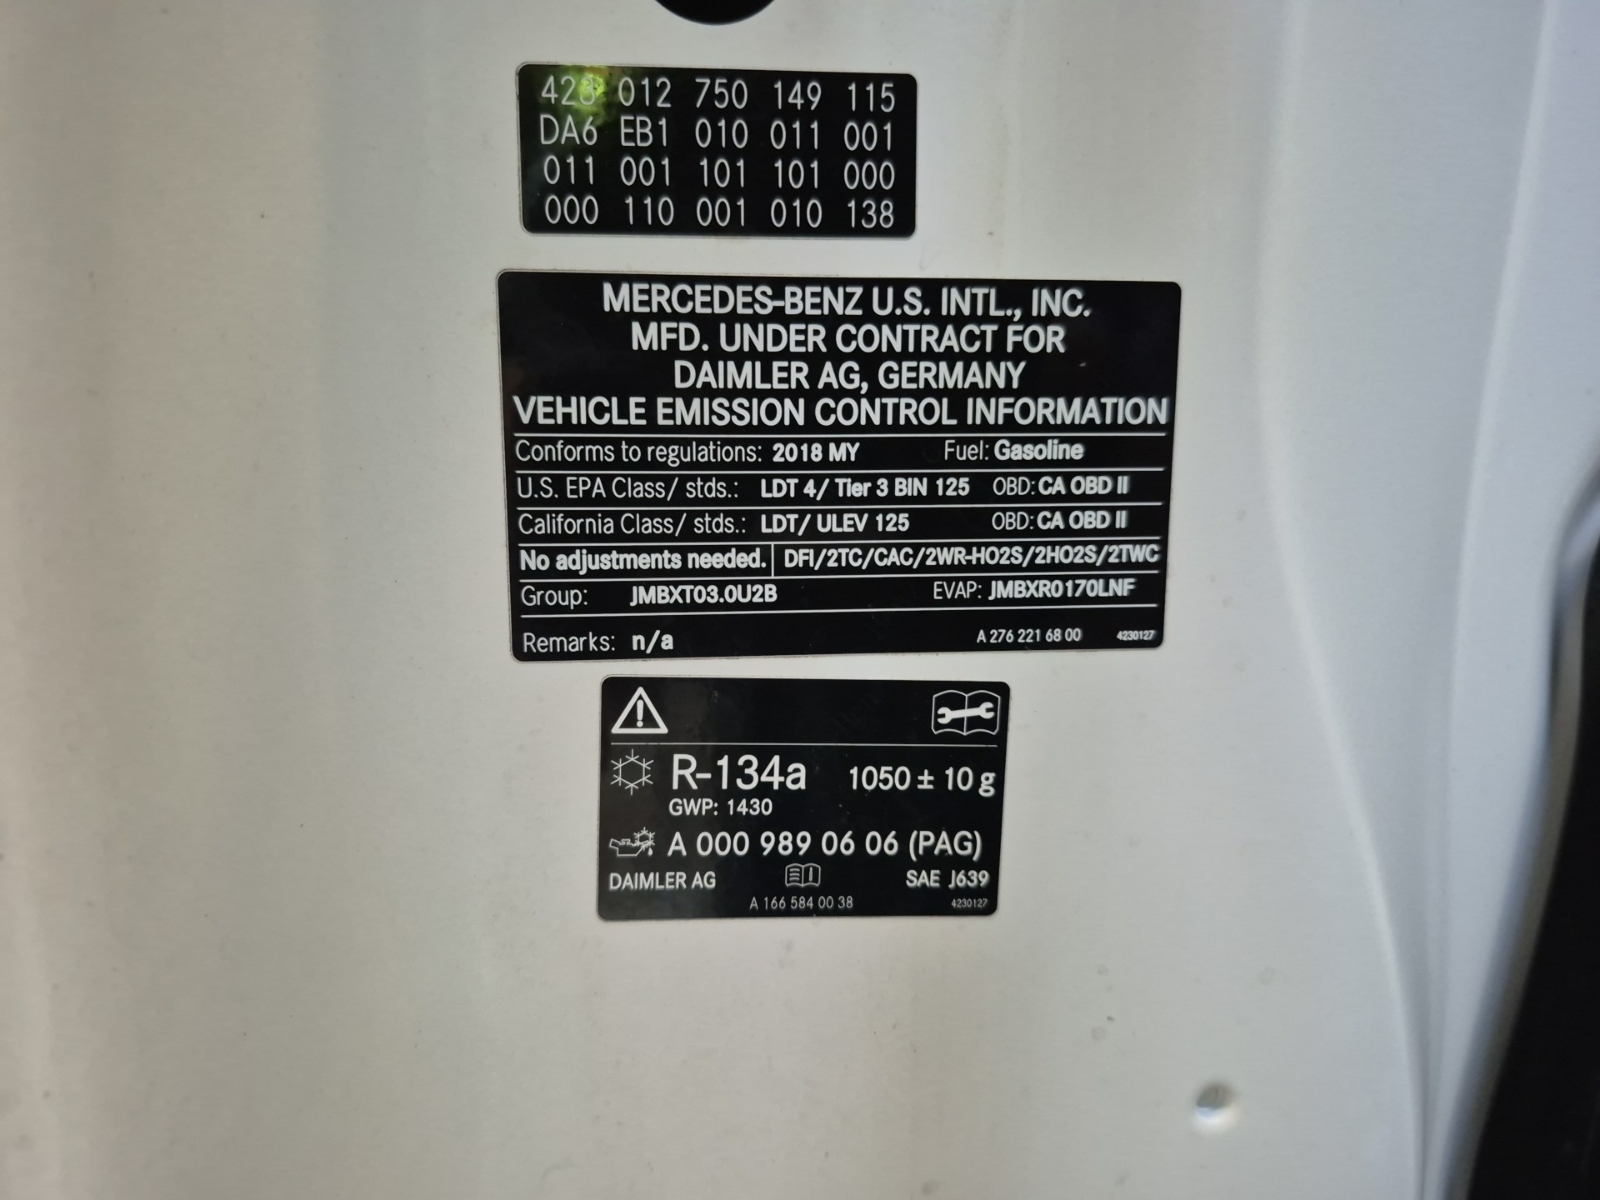 423 012 750 149 115
DA6 EB1 010 011 001
011 001 101 101 000
000 110 001 010 138
MERCEDES-BENZ U.S. INTL., INC.
MFD. UNDER CONTRACT FOR
DAIMLER AG, GERMANY
VEHICLE EMISSION CONTROL INFORMATION
Conforms to regulations: 2018 MY Fuel: Gasoline
U.S. EPA Class/ stds.: LDT 4/ Tier 3 BIN 125 OBD: CA OBD II
California Class/ stds.: LDT/ ULEV 125 OBD: CA OBD II
No adjustments needed. DFI/2TC/CAC/2WR-HO2S/2HO2S/2TWC
Group: JMBXT03.0U2B EVAP: JMBXR0170LNF
Remarks: n/a A 276 221 68 00 4230127
R-134a 1050 ± 10 g
GWP: 1430
A 000 989 06 06 (PAG)
DAIMLER AG SAE J639
A 166 584 00 38 4230127